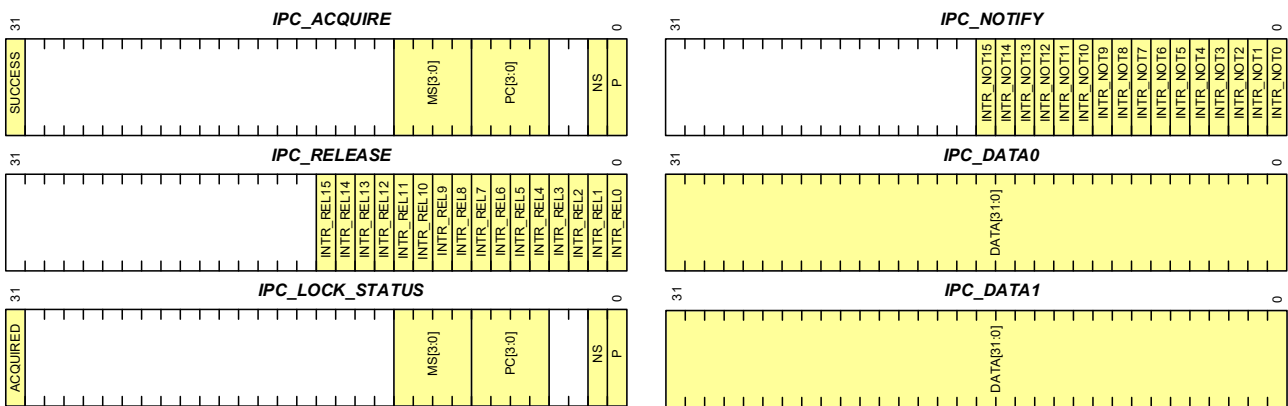 IPC_ACQUIRE
31
0
SUCCESS
MS[3:0]
PC[3:0]
NS
P
IPC_RELEASE
31
0
INTR_REL15
INTR_REL14
INTR_REL13
INTR_REL12
INTR_REL11
INTR_REL10
INTR_REL9
INTR_REL8
INTR_REL7
INTR_REL6
INTR_REL5
INTR_REL4
INTR_REL3
INTR_REL2
INTR_REL1
INTR_REL0
IPC_LOCK_STATUS
31
0
ACQUIRED
MS[3:0]
PC[3:0]
NS
P
IPC_NOTIFY
31
0
INTR_NOT15
INTR_NOT14
INTR_NOT13
INTR_NOT12
INTR_NOT11
INTR_NOT10
INTR_NOT9
INTR_NOT8
INTR_NOT7
INTR_NOT6
INTR_NOT5
INTR_NOT4
INTR_NOT3
INTR_NOT2
INTR_NOT1
INTR_NOT0
IPC_DATA0
31
0
DATA[31:0]
IPC_DATA1
31
0
DATA[31:0]